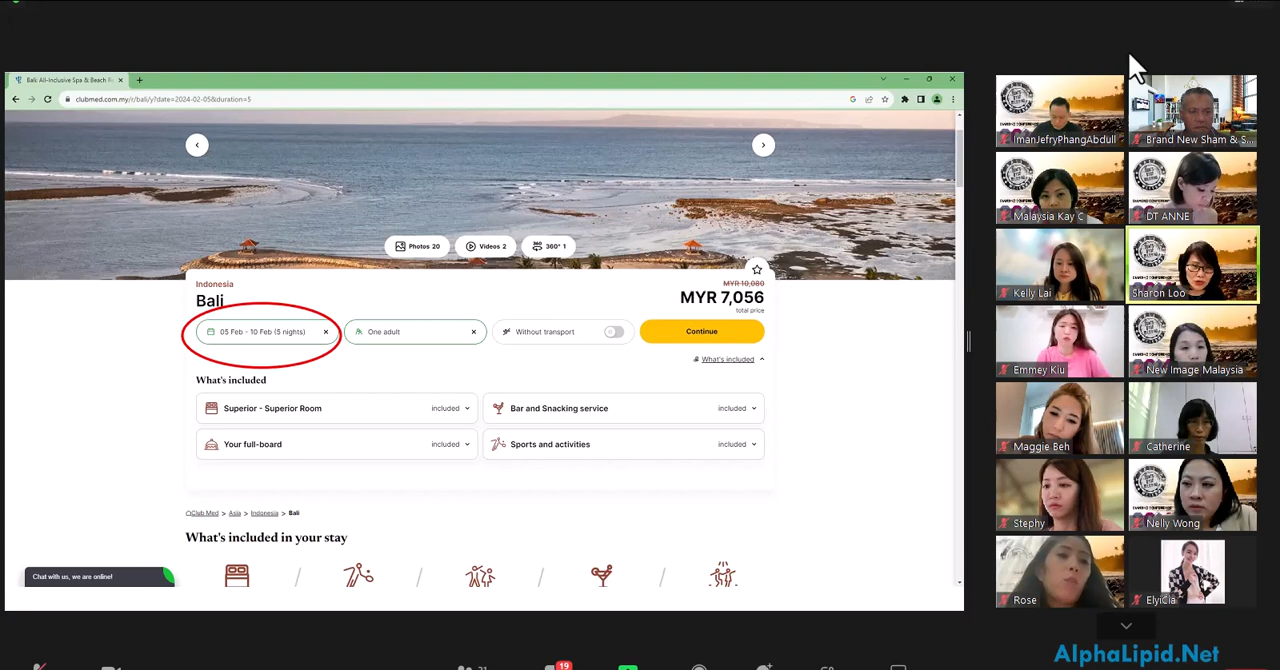 Bali All-Inclusive Spa & Beach Re
clubmed.com.my/r/bali/y?date=2024-02-05&duration=5
Photos 20
Videos 2
360° 1
Indonesia
MYR 10,080
Bali
MYR 7,056
total price
05 Feb - 10 Feb (5 nights)
One adult
Without transport
Continue
What's included
What's included
Superior - Superior Room
included
Bar and Snacking service
included
Your full-board
included
Sports and activities
included
Club Med > Asia > Indonesia > Bali
What's included in your stay
Chat with us, we are online!
ImanJefryPhangAbdull
Brand New Sham & S...
Malaysia Kay C
DT ANNE
Kelly Lai
Sharon Loo
Emmey Kiu
New Image Malaysia
Maggie Beh
Catherine
Stephy
Nelly Wong
Rose
ElyiCia
19
AlphaLipid.Net